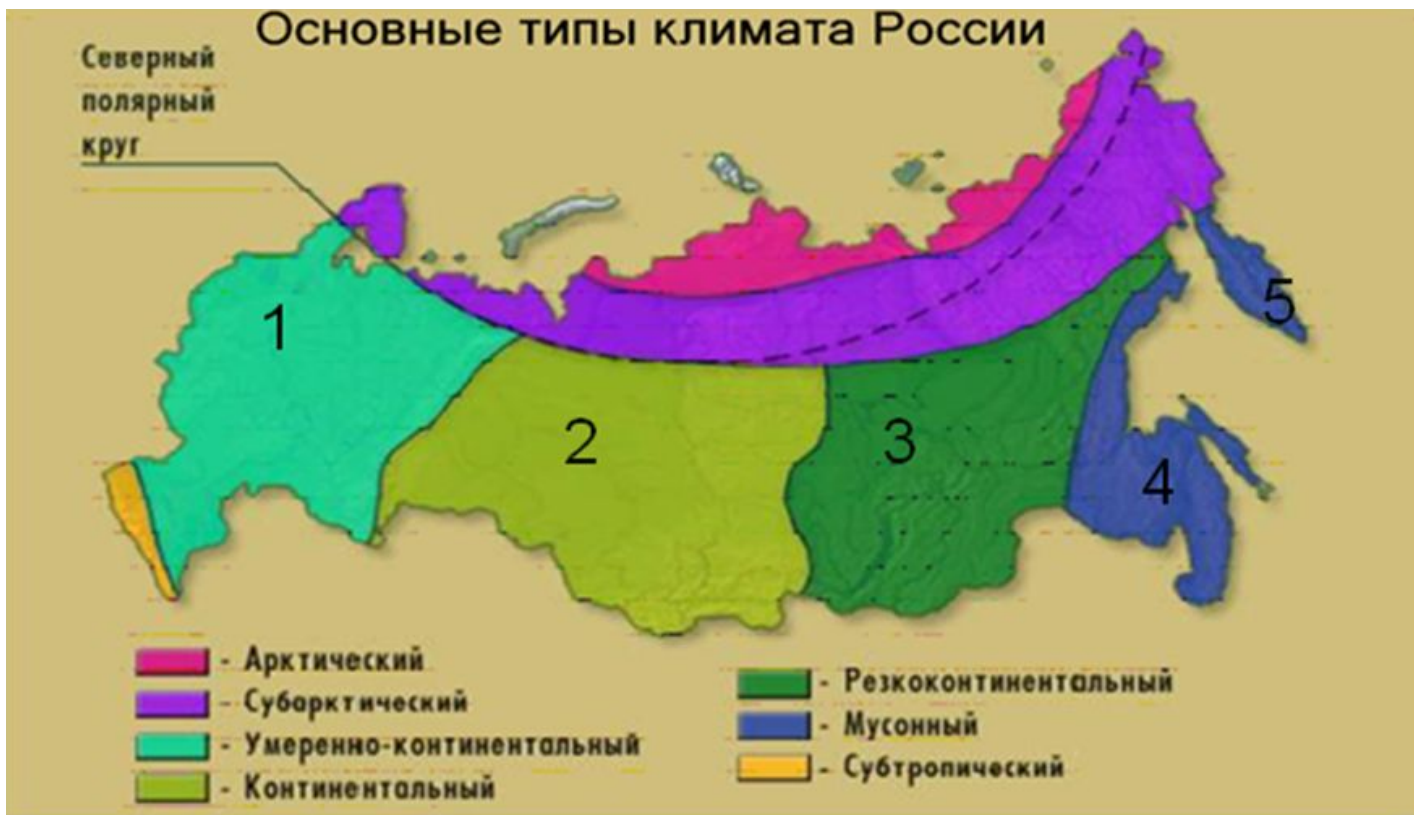 Основные типы климата России
Северный
полярный
круг
1
2
3
4
5
- Арктический
- Субарктический
- Умеренно-континентальный
- Континентальный
- Резкоконтинентальный
- Мусонный
- Субтропический